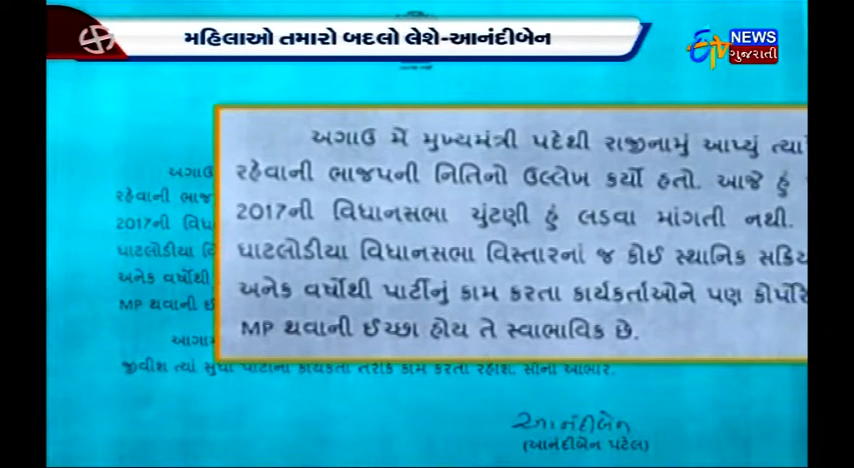 મહિલાઓ તમારો બદલો લેશે-આનંદીબેન
ETV NEWS
ગુજરાતી
અગાઉ મેં મુખ્યમંત્રી પદેથી રાજીનામું આપ્યું
રહેવાની ભાજપની નિતિનો ઉલ્લેખ કર્યો હતો. આજે હું
2017ની વિધાનસભા ચુંટણી હું લડવા માંગતી નથી.
ઘાટલોડીયા વિધાનસભા વિસ્તારનાં જ કોઈ સ્થાનિક
અનેક વર્ષોથી પાર્ટીનું કામ કરતા કાર્યકર્તાઓને પણ
MP થવાની ઈચ્છા હોય તે સ્વાભાવિક છે.
અગાઉ
રહેવાની
2017ની
ઘાટલોડીયા
અનેક વર્ષોથી
MP થવાની
જીવીશ ત્યાં સુધી પાર્ટીના કાર્યકર્તા તરીકે કામ કરતી રહીશ. સૌનો આભાર.
આનંદીબેન
(આનંદીબેન પટેલ)